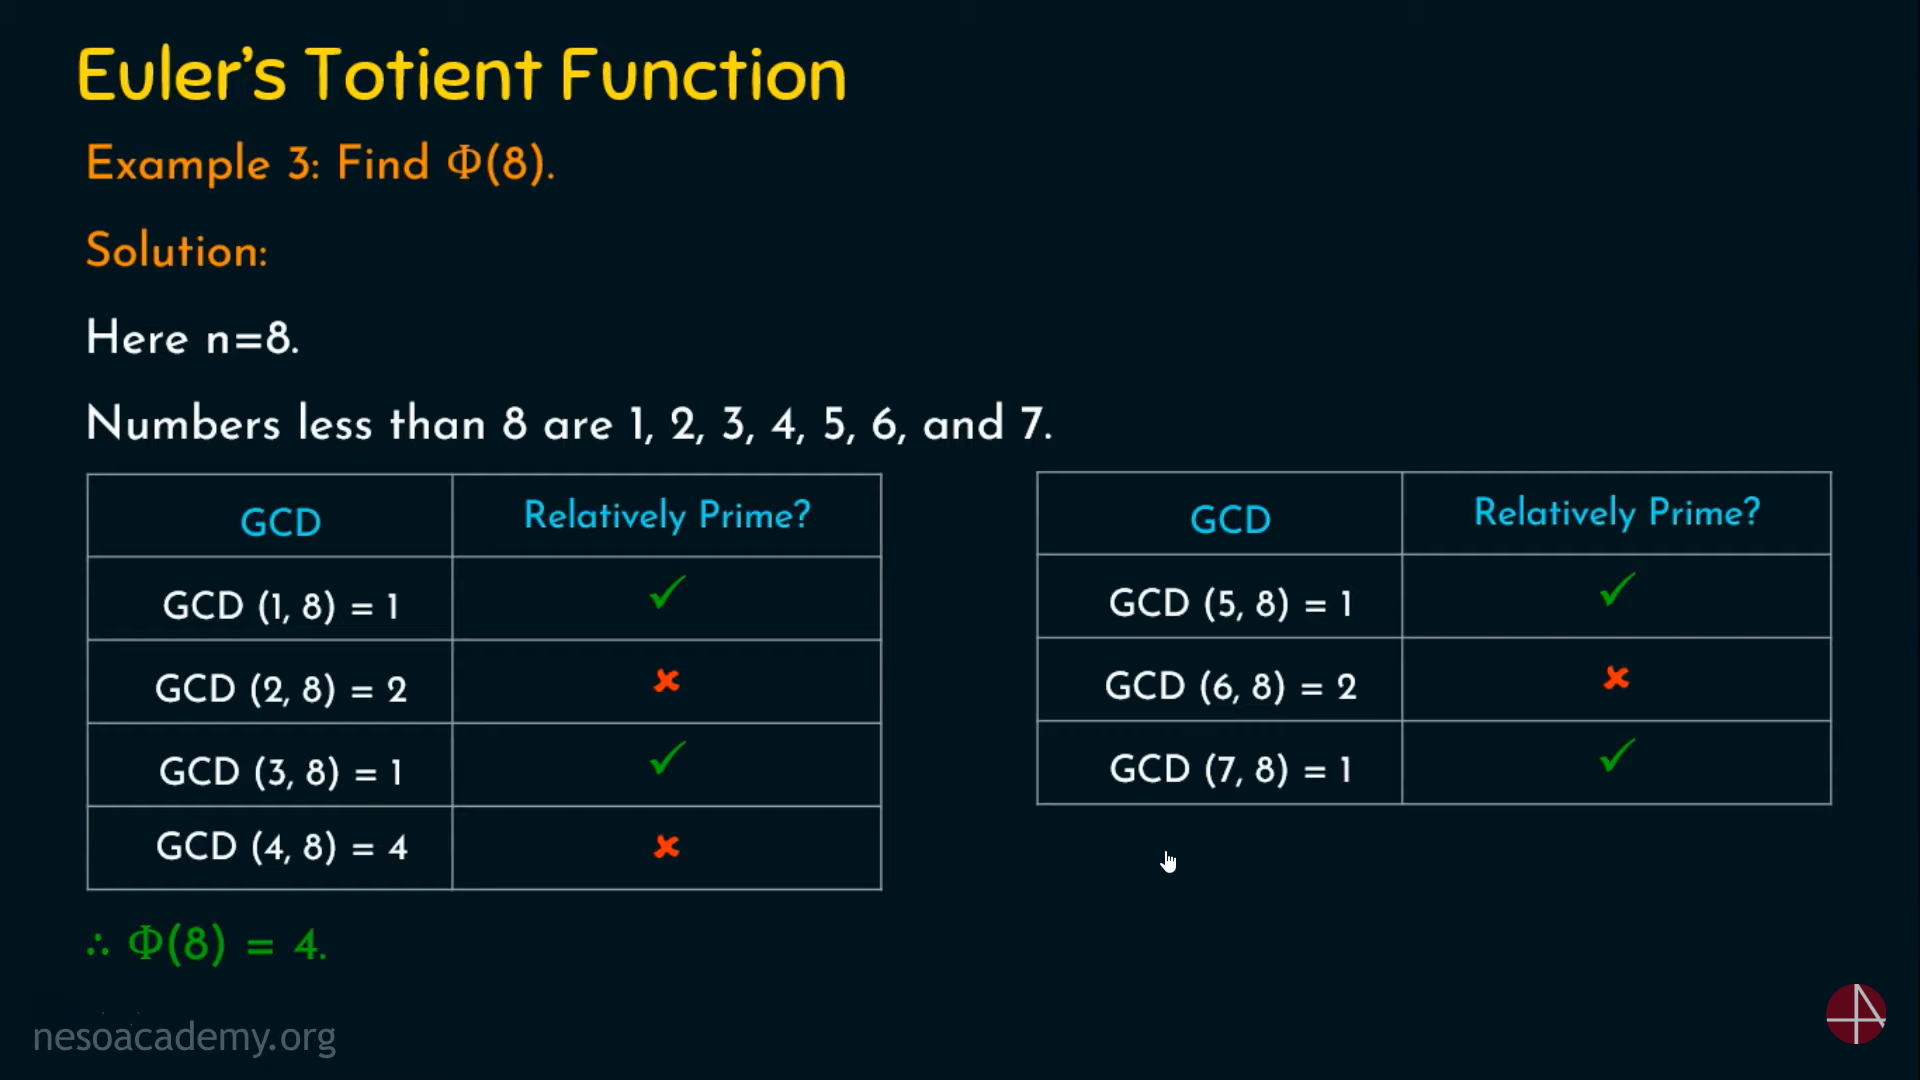 Euler's Totient Function
Example 3: Find Φ(8).
Solution:
Here n=8.
Numbers less than 8 are 1, 2, 3, 4, 5, 6, and 7.
GCD Relatively Prime?
GCD (1, 8) = 1 ✓
GCD (2, 8) = 2 ✘
GCD (3, 8) = 1 ✓
GCD (4, 8) = 4 ✘
GCD Relatively Prime?
GCD (5, 8) = 1 ✓
GCD (6, 8) = 2 ✘
GCD (7, 8) = 1 ✓
∴ Φ(8) = 4.
nesoacademy.org